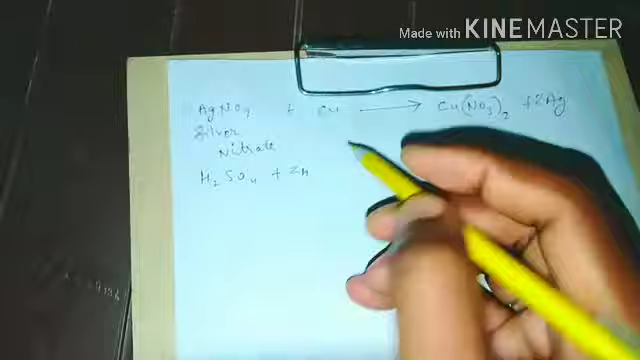 Made with KINEMASTER
AgNO3 + Cu ⟶ Cu(NO3)2 + 2Ag
Silver
Nitrate
H2SO4 + Zn